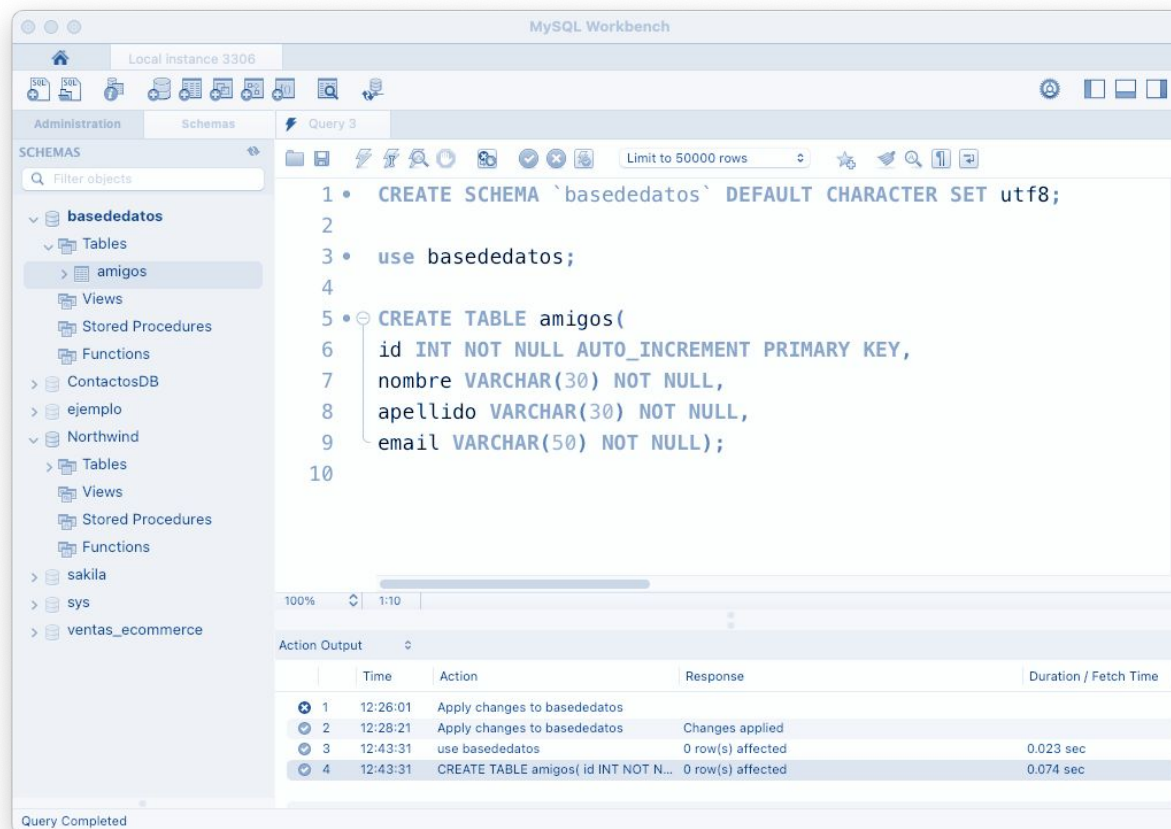 MySQL Workbench
Local instance 3306
Administration Schemas
Query 3
SCHEMAS
Filter objects
Limit to 50000 rows
basededatos
Tables
amigos
Views
Stored Procedures
Functions
ContactosDB
ejemplo
Northwind
Tables
Views
Stored Procedures
Functions
sakila
sys
ventas_ecommerce
1 CREATE SCHEMA `basededatos` DEFAULT CHARACTER SET utf8;
2
3 use basededatos;
4
5 CREATE TABLE amigos(
6 id INT NOT NULL AUTO_INCREMENT PRIMARY KEY,
7 nombre VARCHAR(30) NOT NULL,
8 apellido VARCHAR(30) NOT NULL,
9 email VARCHAR(50) NOT NULL);
10
100% 1:10
Action Output
Time Action Response Duration / Fetch Time
1 12:26:01 Apply changes to basededatos
2 12:28:21 Apply changes to basededatos Changes applied
3 12:43:31 use basededatos 0 row(s) affected 0.023 sec
4 12:43:31 CREATE TABLE amigos( id INT NOT N... 0 row(s) affected 0.074 sec
Query Completed